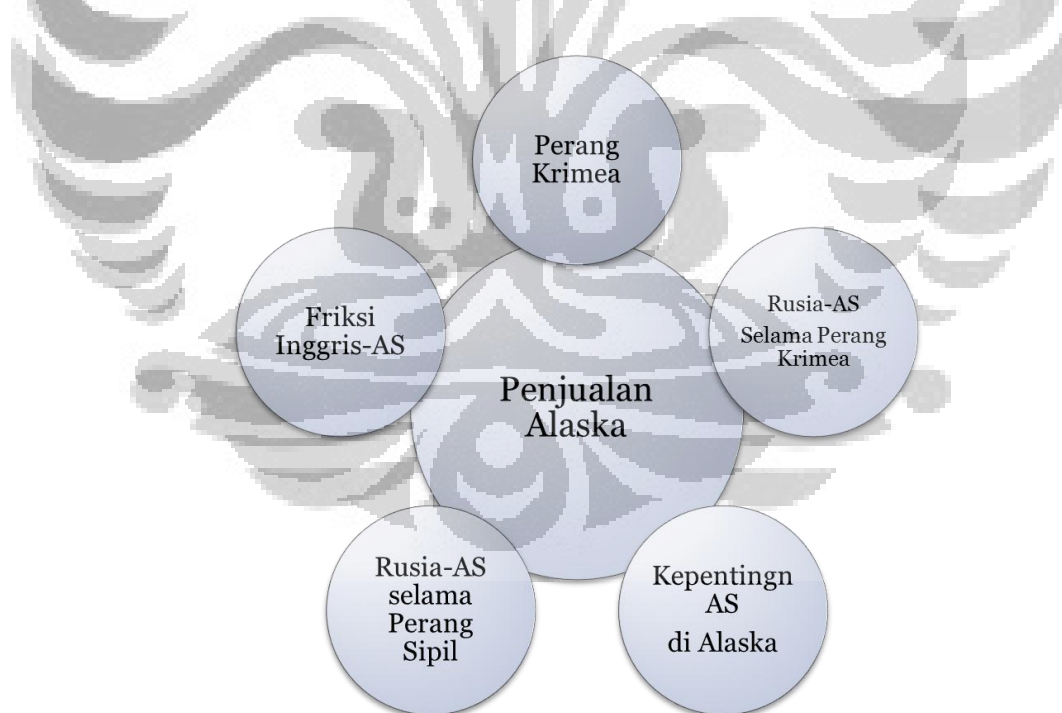 Perang
Krimea
Friksi
Inggris-AS
Rusia-AS
Selama Perang
Krimea
Penjualan
Alaska
Rusia-AS
selama
Perang
Sipil
Kepentingn
AS
di Alaska